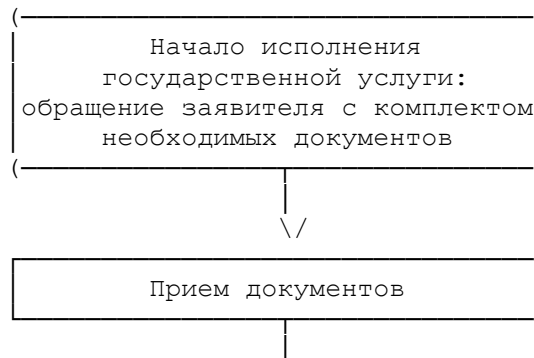 Начало исполнения
государственной услуги:
обращение заявителя с комплектом
необходимых документов
Прием документов